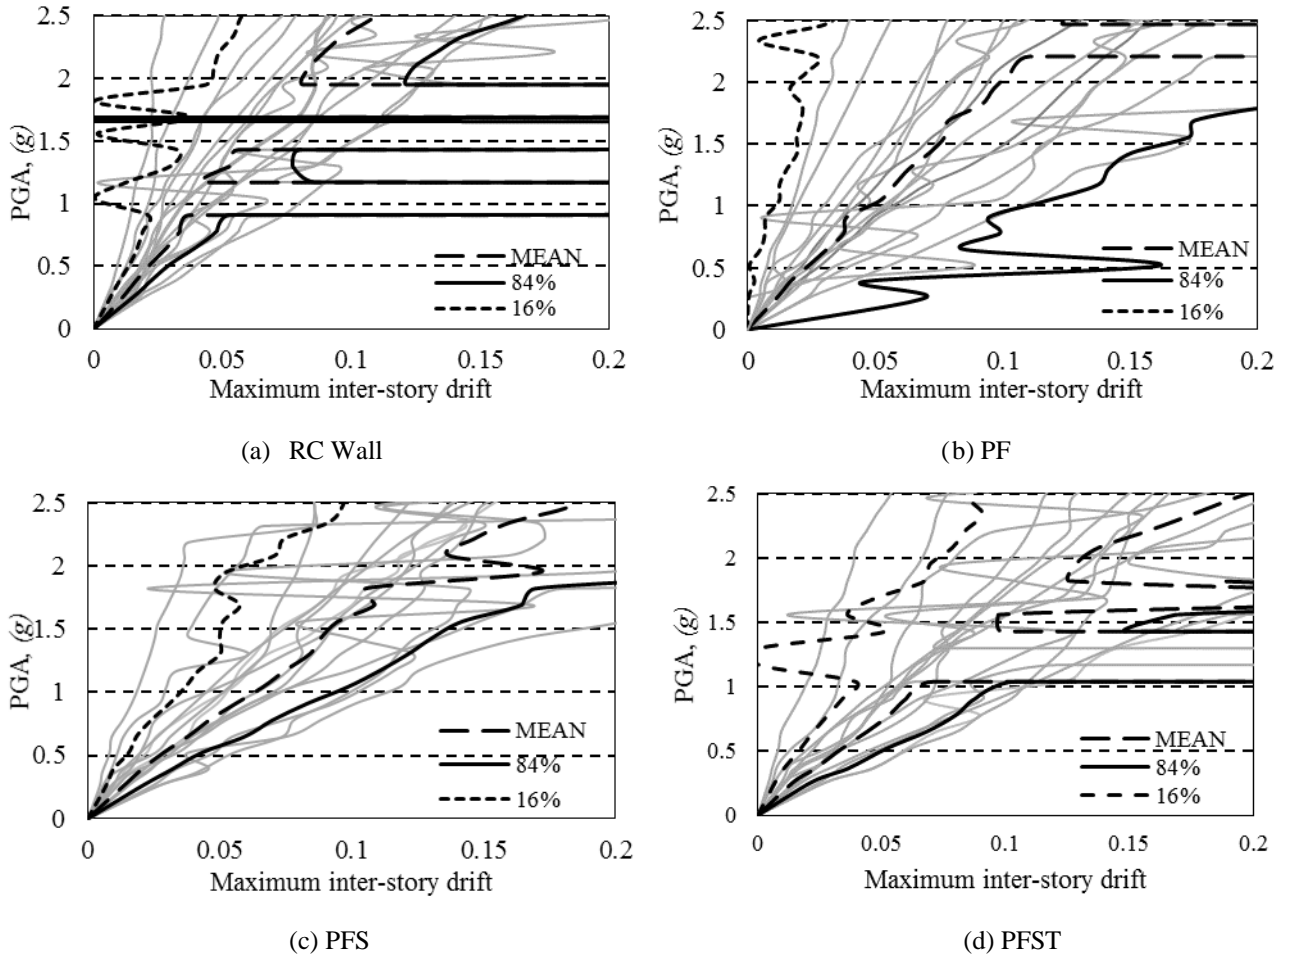 2.5
2
1.5
1
0.5
0
PGA, (g)
0 0.05 0.1 0.15 0.2
Maximum inter-story drift
MEAN
84%
16%
(a) RC Wall
2.5
2
1.5
1
0.5
0
PGA, (g)
0 0.05 0.1 0.15 0.2
Maximum inter-story drift
MEAN
84%
16%
(b) PF
2.5
2
1.5
1
0.5
0
PGA, (g)
0 0.05 0.1 0.15 0.2
Maximum inter-story drift
MEAN
84%
16%
(c) PFS
2.5
2
1.5
1
0.5
0
PGA, (g)
0 0.05 0.1 0.15 0.2
Maximum inter-story drift
MEAN
84%
16%
(d) PFST